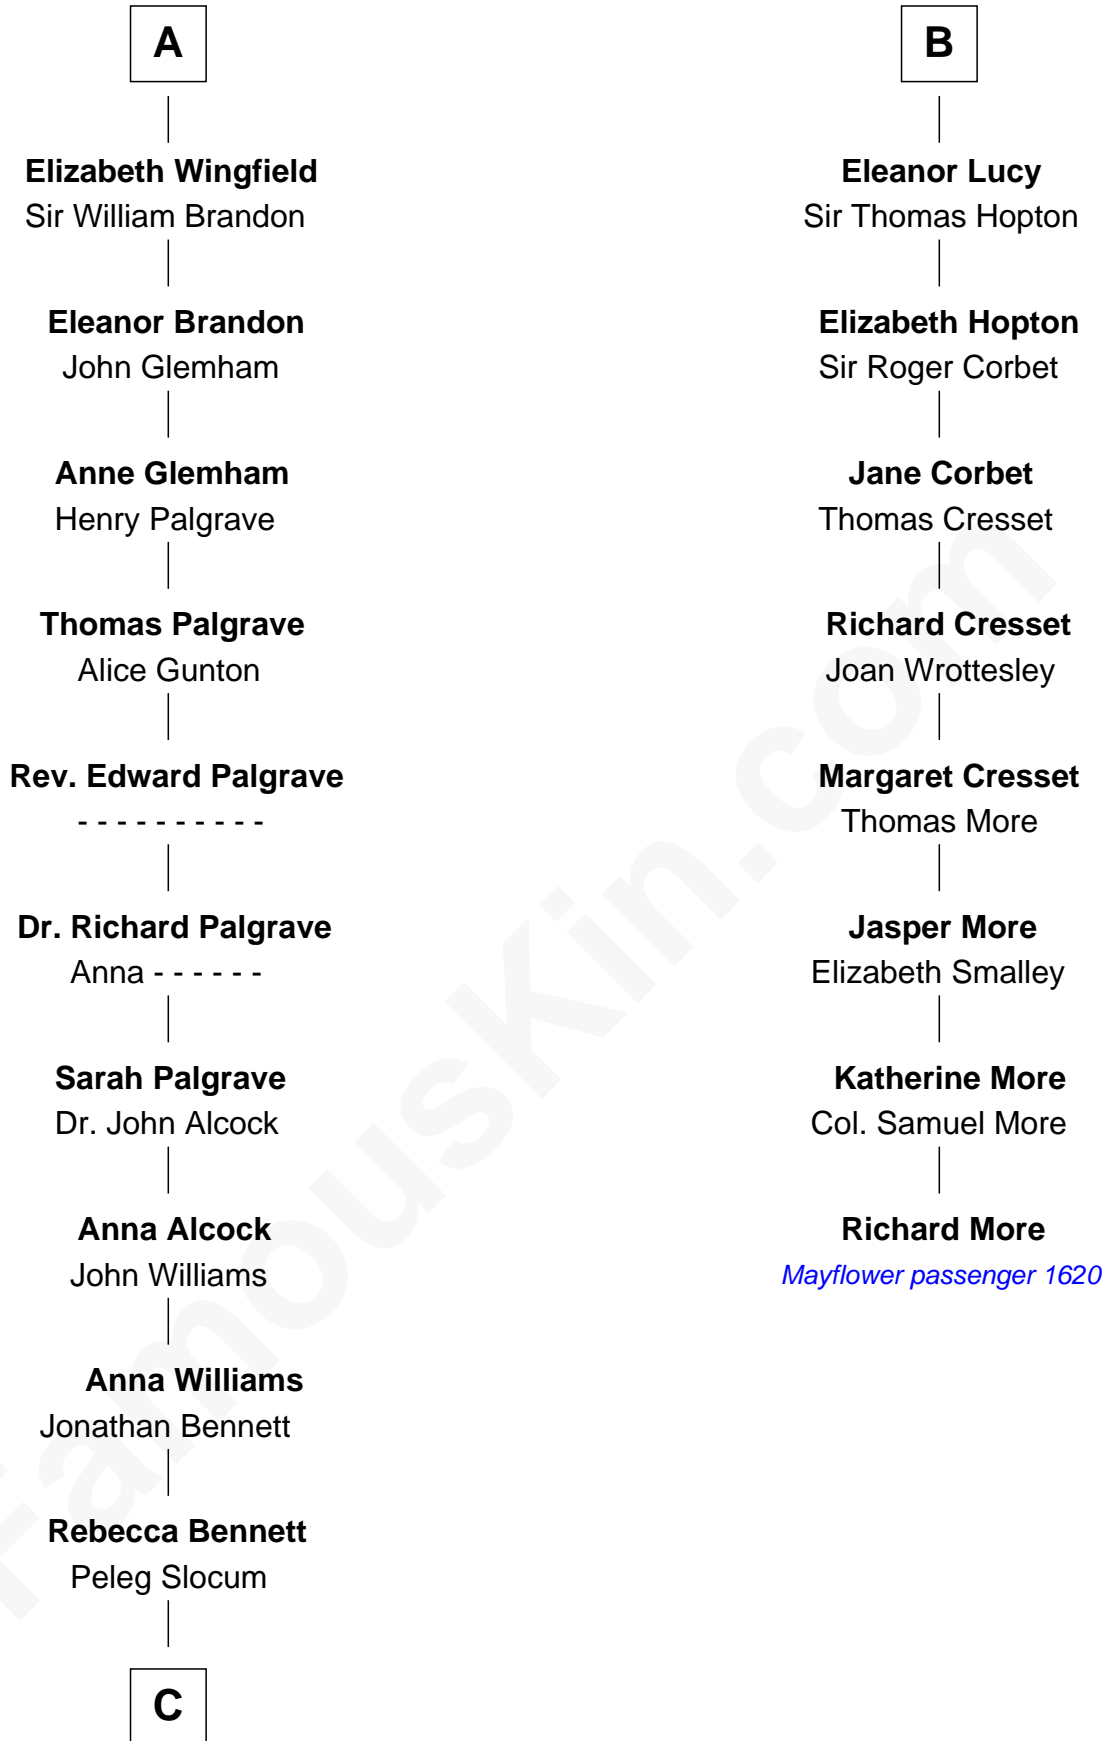 A
Elizabeth Wingfield
Sir William Brandon
Eleanor Brandon
John Glemham
Anne Glemham
Henry Palgrave
Thomas Palgrave
Alice Gunton
Rev. Edward Palgrave
- - - - - - - - - -
Dr. Richard Palgrave
Anna - - - - - -
Sarah Palgrave
Dr. John Alcock
Anna Alcock
John Williams
Anna Williams
Jonathan Bennett
Rebecca Bennett
Peleg Slocum
C
B
Eleanor Lucy
Sir Thomas Hopton
Elizabeth Hopton
Sir Roger Corbet
Jane Corbet
Thomas Cresset
Richard Cresset
Joan Wrottesley
Margaret Cresset
Thomas More
Jasper More
Elizabeth Smalley
Katherine More
Col. Samuel More
Richard More
Mayflower passenger 1620
FamousKin.com